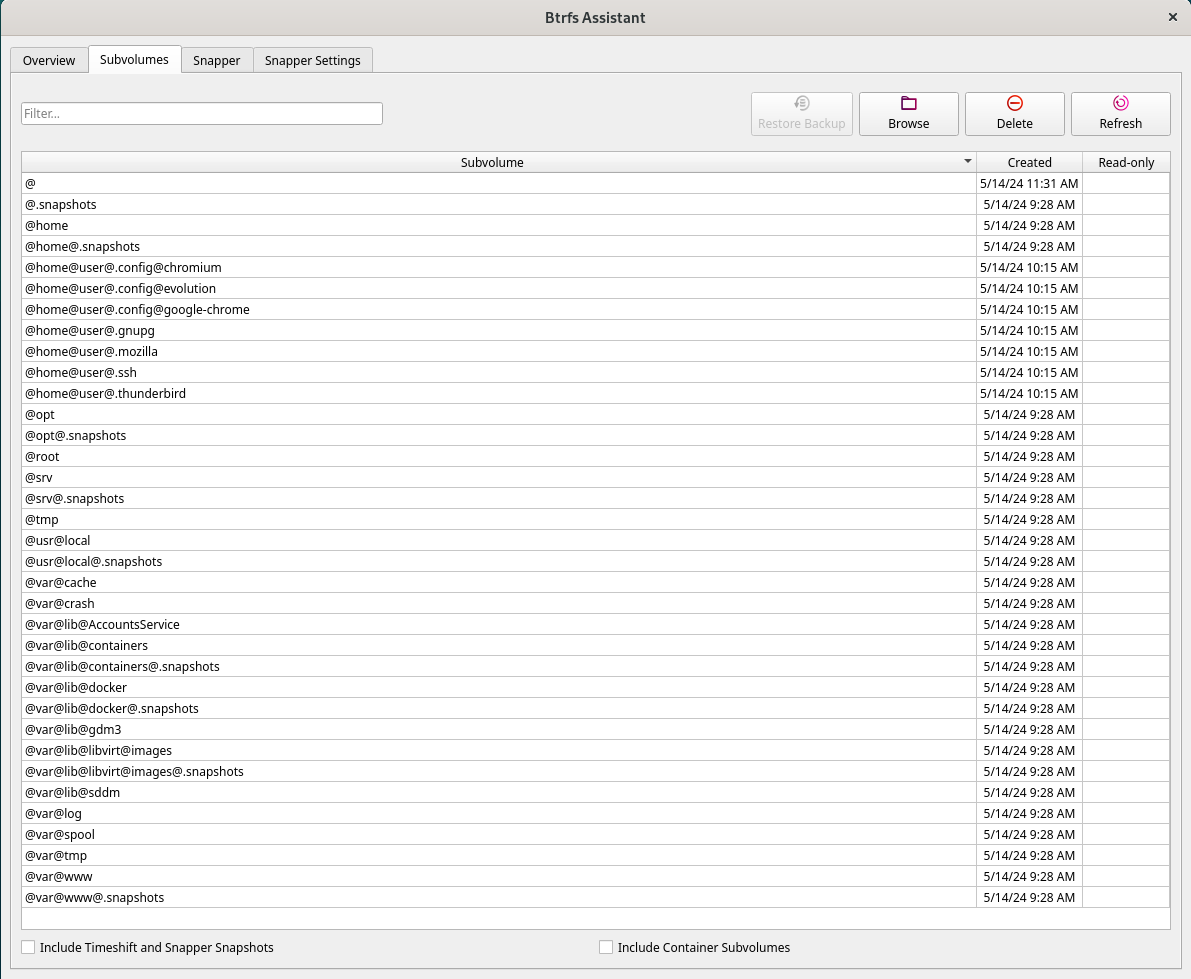 Btrfs Assistant
Overview Subvolumes Snapper Snapper Settings
Filter...
Restore Backup Browse Delete Refresh
Subvolume Created Read-only
@ 5/14/24 11:31 AM
@.snapshots 5/14/24 9:28 AM
@home 5/14/24 9:28 AM
@home@.snapshots 5/14/24 9:28 AM
@home@user@.config@chromium 5/14/24 10:15 AM
@home@user@.config@evolution 5/14/24 10:15 AM
@home@user@.config@google-chrome 5/14/24 10:15 AM
@home@user@.gnupg 5/14/24 10:15 AM
@home@user@.mozilla 5/14/24 10:15 AM
@home@user@.ssh 5/14/24 10:15 AM
@home@user@.thunderbird 5/14/24 10:15 AM
@opt 5/14/24 9:28 AM
@opt@.snapshots 5/14/24 9:28 AM
@root 5/14/24 9:28 AM
@srv 5/14/24 9:28 AM
@srv@.snapshots 5/14/24 9:28 AM
@tmp 5/14/24 9:28 AM
@usr@local 5/14/24 9:28 AM
@usr@local@.snapshots 5/14/24 9:28 AM
@var@cache 5/14/24 9:28 AM
@var@crash 5/14/24 9:28 AM
@var@lib@AccountsService 5/14/24 9:28 AM
@var@lib@containers 5/14/24 9:28 AM
@var@lib@containers@.snapshots 5/14/24 9:28 AM
@var@lib@docker 5/14/24 9:28 AM
@var@lib@docker@.snapshots 5/14/24 9:28 AM
@var@lib@gdm3 5/14/24 9:28 AM
@var@lib@libvirt@images 5/14/24 9:28 AM
@var@lib@libvirt@images@.snapshots 5/14/24 9:28 AM
@var@lib@sddm 5/14/24 9:28 AM
@var@log 5/14/24 9:28 AM
@var@spool 5/14/24 9:28 AM
@var@tmp 5/14/24 9:28 AM
@var@www 5/14/24 9:28 AM
@var@www@.snapshots 5/14/24 9:28 AM
Include Timeshift and Snapper Snapshots Include Container Subvolumes